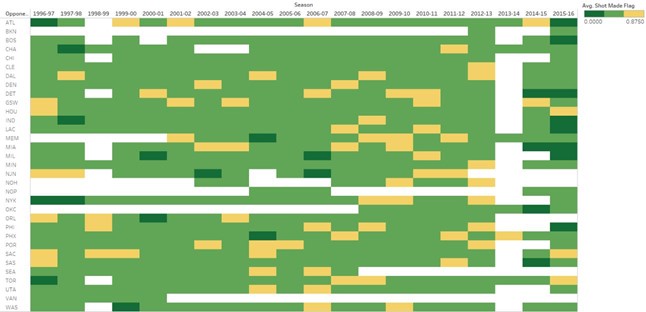 Season
Oppone.. 1996-97 1997-98 1998-99 1999-00 2000-01 2001-02 2002-03 2003-04 2004-05 2005-06 2006-07 2007-08 2008-09 2009-10 2010-11 2011-12 2012-13 2013-14 2014-15 2015-16
Avg. Shot Made Flag
0.0000 0.8750
ATL
BKN
BOS
CHA
CHI
CLE
DAL
DEN
DET
GSW
HOU
IND
LAC
MEM
MIA
MIL
MIN
NJN
NOH
NOP
NYK
OKC
ORL
PHI
PHX
POR
SAC
SAS
SEA
TOR
UTA
VAN
WAS